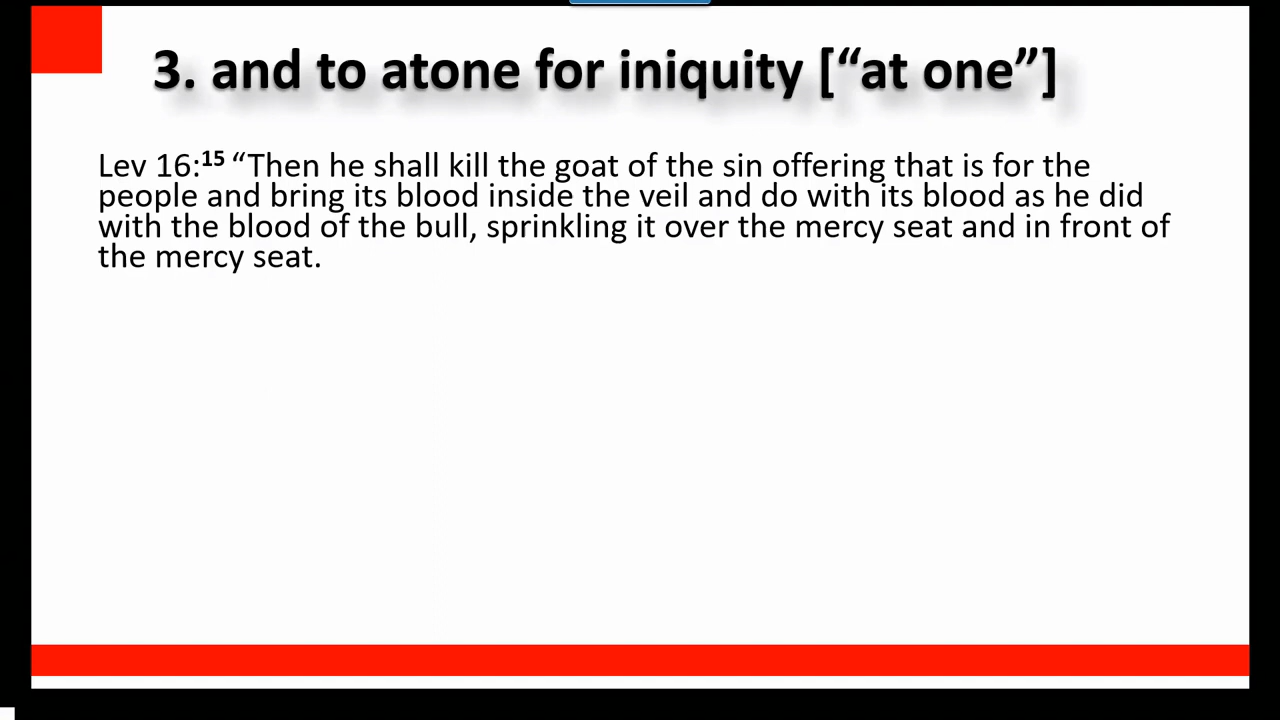 3. and to atone for iniquity [“at one”]
Lev 16:15 “Then he shall kill the goat of the sin offering that is for the
people and bring its blood inside the veil and do with its blood as he did
with the blood of the bull, sprinkling it over the mercy seat and in front of
the mercy seat.